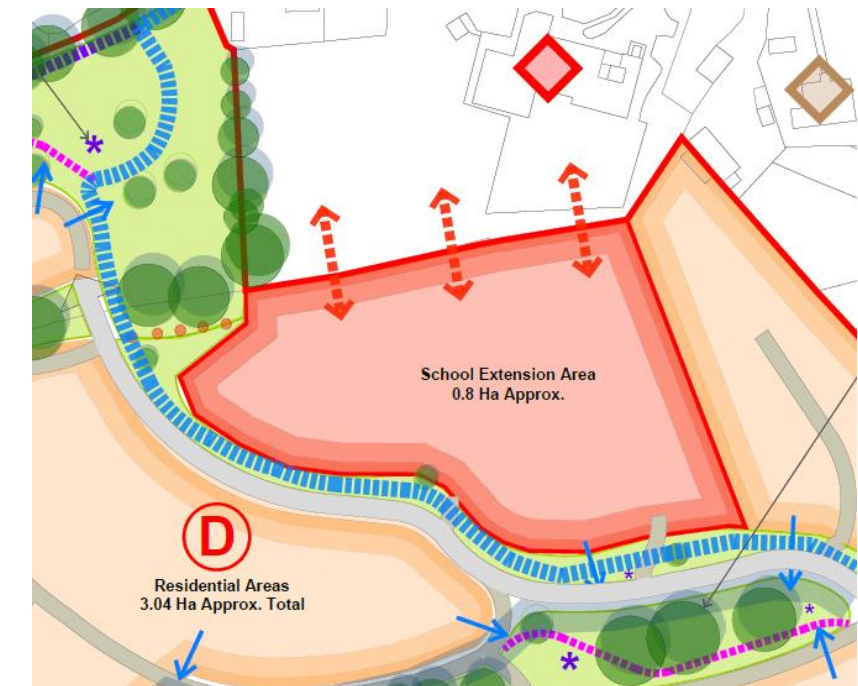 School Extension Area
0.8 Ha Approx.
D
Residential Areas
3.04 Ha Approx. Total